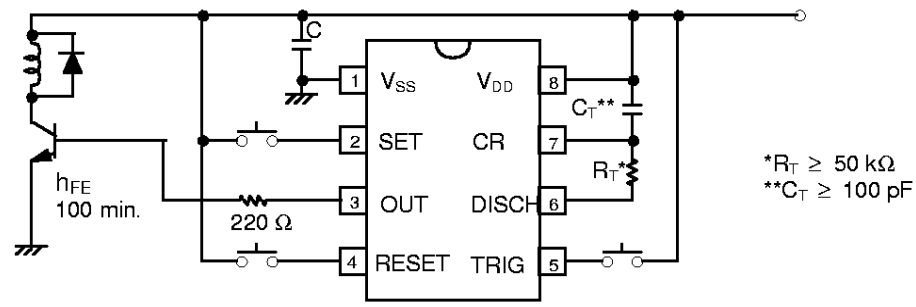 C
1 V_SS V_DD 8
C_T**
2 SET CR 7
R_T*
*R_T ≥ 50 kΩ
h_FE
100 min.
**C_T ≥ 100 pF
220 Ω
3 OUT DISCH 6
4 RESET TRIG 5